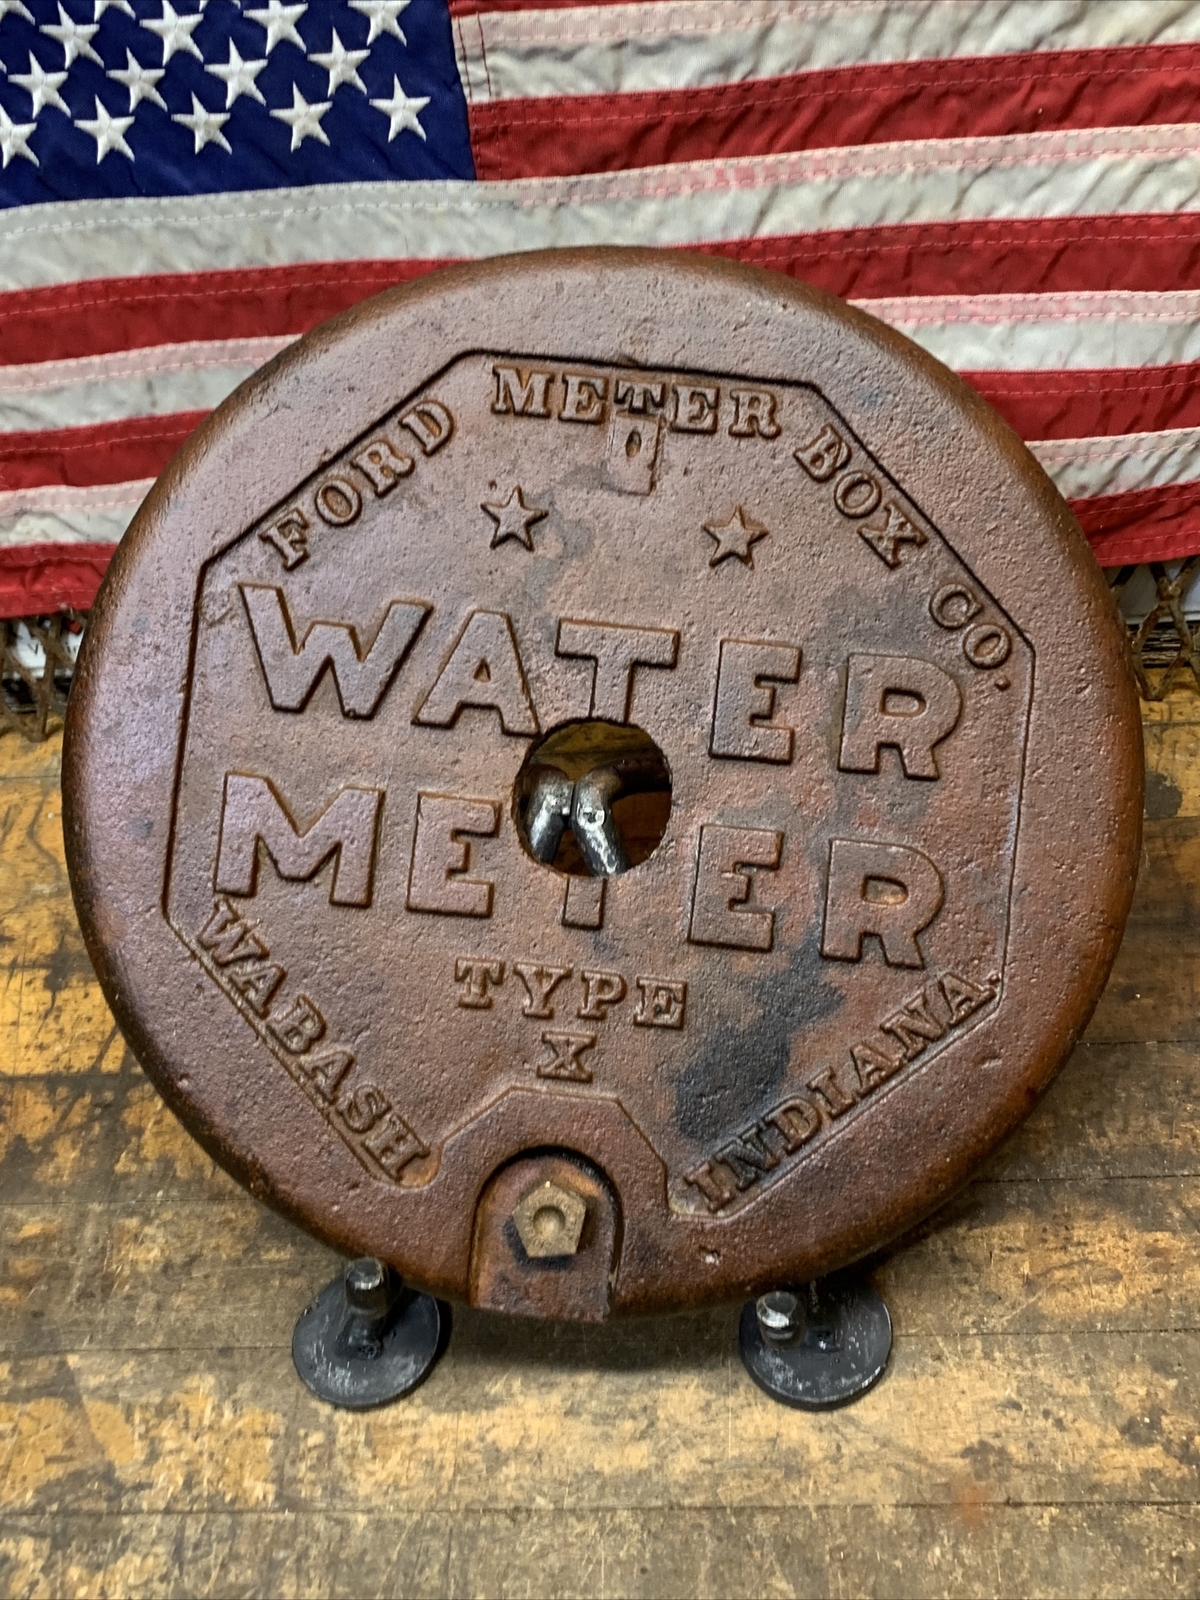 FORD METER BOX CO.
WATER
METER
TYPE
X
WABASH INDIANA.